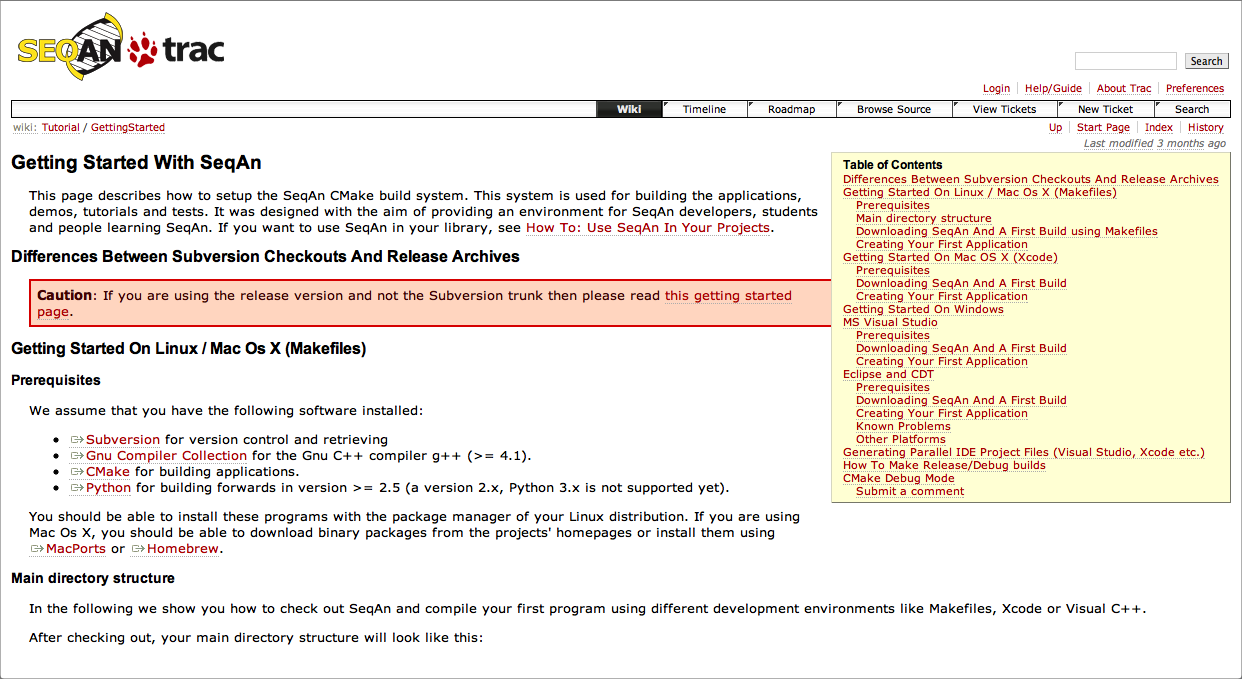 SEQAN trac
Search
Login Help/Guide About Trac Preferences
Wiki Timeline Roadmap Browse Source View Tickets New Ticket Search
wiki: Tutorial / GettingStarted
Up Start Page Index History
Last modified 3 months ago
Getting Started With SeqAn
This page describes how to setup the SeqAn CMake build system. This system is used for building the applications,
demos, tutorials and tests. It was designed with the aim of providing an environment for SeqAn developers, students
and people learning SeqAn. If you want to use SeqAn in your library, see How To: Use SeqAn In Your Projects.
Differences Between Subversion Checkouts And Release Archives
Caution: If you are using the release version and not the Subversion trunk then please read this getting started
page.
Getting Started On Linux / Mac Os X (Makefiles)
Prerequisites
We assume that you have the following software installed:
Subversion for version control and retrieving
Gnu Compiler Collection for the Gnu C++ compiler g++ (>= 4.1).
CMake for building applications.
Python for building forwards in version >= 2.5 (a version 2.x, Python 3.x is not supported yet).
You should be able to install these programs with the package manager of your Linux distribution. If you are using
Mac Os X, you should be able to download binary packages from the projects' homepages or install them using
MacPorts or Homebrew.
Main directory structure
In the following we show you how to check out SeqAn and compile your first program using different development environments like Makefiles, Xcode or Visual C++.
After checking out, your main directory structure will look like this:
Table of Contents
Differences Between Subversion Checkouts And Release Archives
Getting Started On Linux / Mac Os X (Makefiles)
Prerequisites
Main directory structure
Downloading SeqAn And A First Build using Makefiles
Creating Your First Application
Getting Started On Mac OS X (Xcode)
Prerequisites
Downloading SeqAn And A First Build
Creating Your First Application
Getting Started On Windows
MS Visual Studio
Prerequisites
Downloading SeqAn And A First Build
Creating Your First Application
Eclipse and CDT
Prerequisites
Downloading SeqAn And A First Build
Creating Your First Application
Known Problems
Other Platforms
Generating Parallel IDE Project Files (Visual Studio, Xcode etc.)
How To Make Release/Debug builds
CMake Debug Mode
Submit a comment